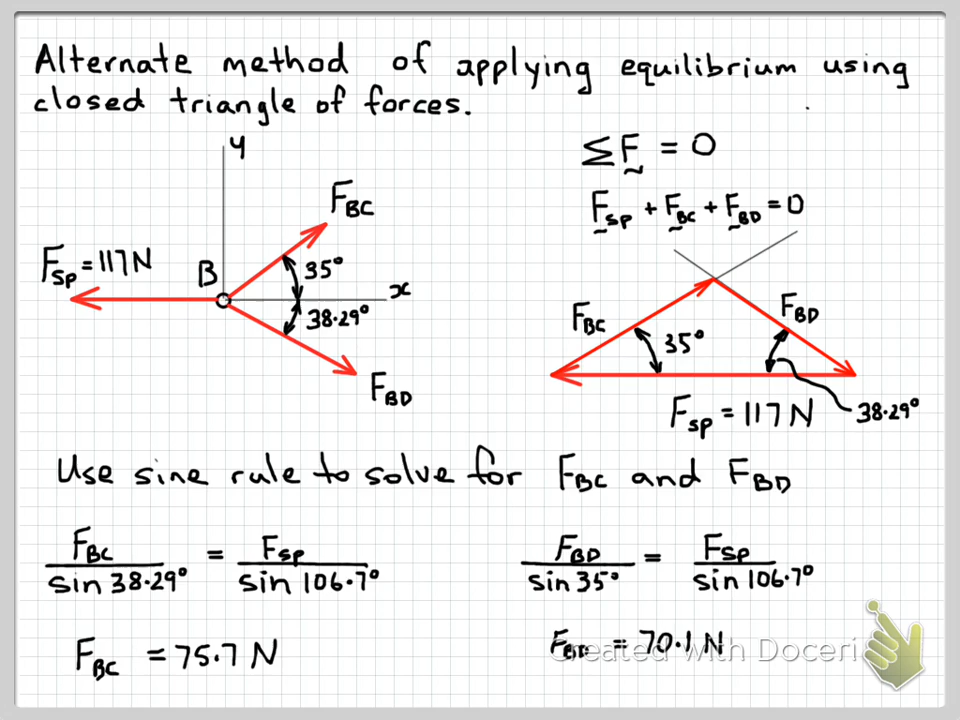 Alternate method of applying equilibrium using
closed triangle of forces.
y
F_BC
F_SP = 117 N
B
35°
x
38.29°
F_BD
∑F = 0
F_SP + F_BC + F_BD = 0
F_BC
F_BD
35°
F_SP = 117 N
38.29°
Use sine rule to solve for F_BC and F_BD
F_BC / sin 38.29° = F_SP / sin 106.7°
F_BD / sin 35° = F_SP / sin 106.7°
F_BC = 75.7 N
F_BD = 70.1 N
Created with Doceri